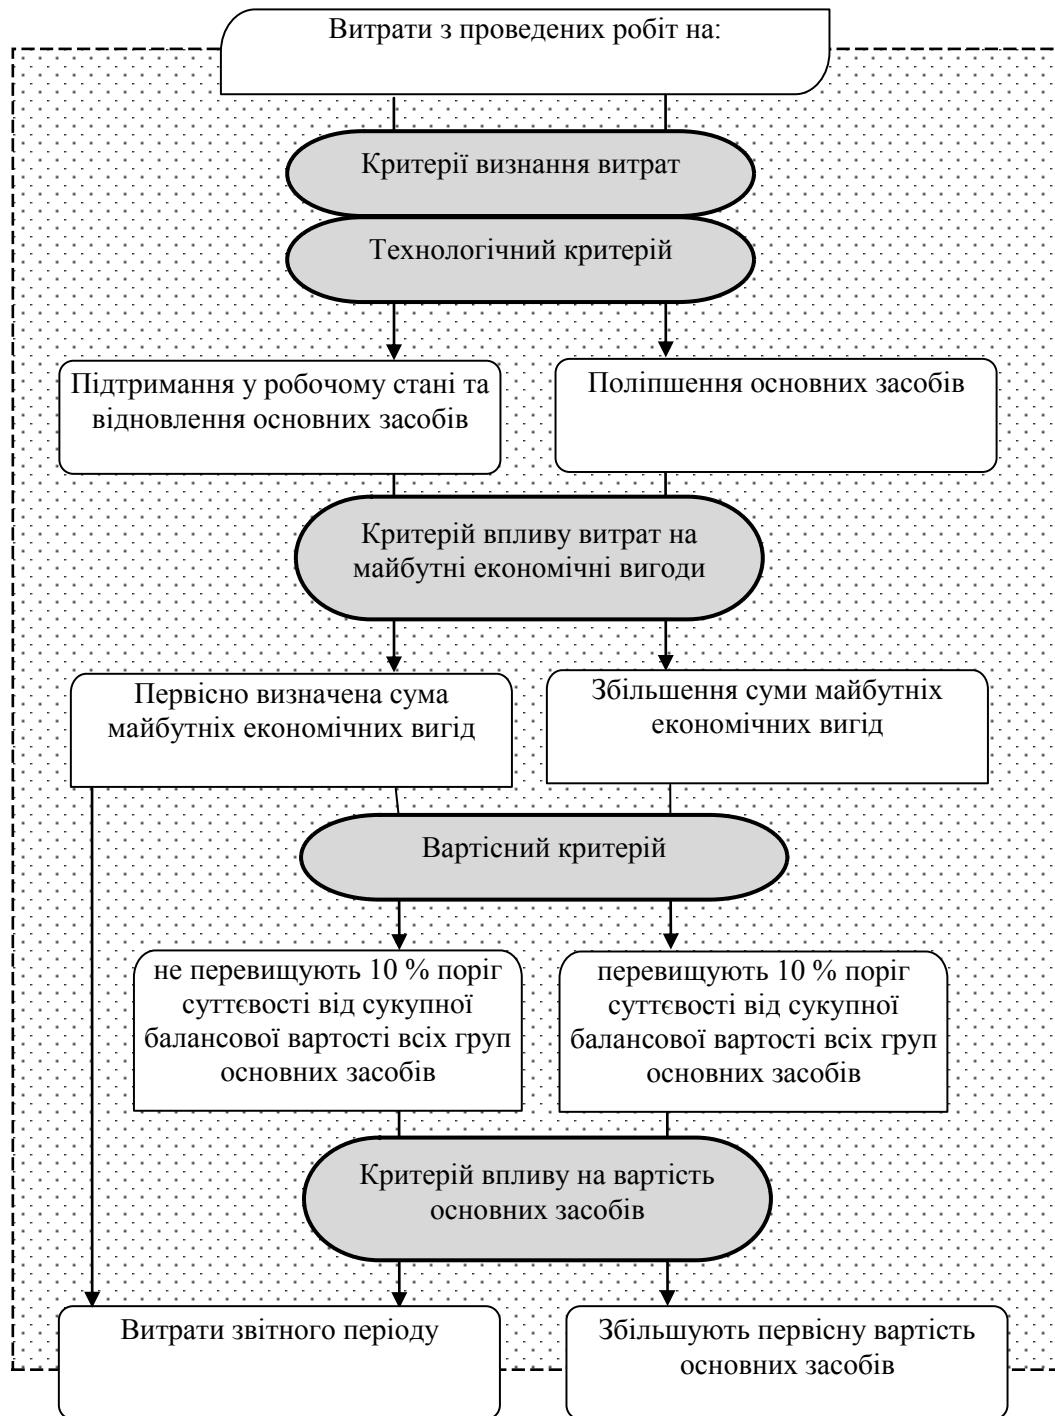 Витрати з проведених робіт на:
Критерії визнання витрат
Технологічний критерій
Підтримання у робочому стані та
відновлення основних засобів
Поліпшення основних засобів
Критерій впливу витрат на
майбутні економічні вигоди
Первісно визначена сума
майбутніх економічних вигід
Збільшення суми майбутніх
економічних вигід
Вартісний критерій
не перевищують 10 % поріг
суттєвості від сукупної
балансової вартості всіх груп
основних засобів
перевищують 10 % поріг
суттєвості від сукупної
балансової вартості всіх груп
основних засобів
Критерій впливу на вартість
основних засобів
Витрати звітного періоду
Збільшують первісну вартість
основних засобів